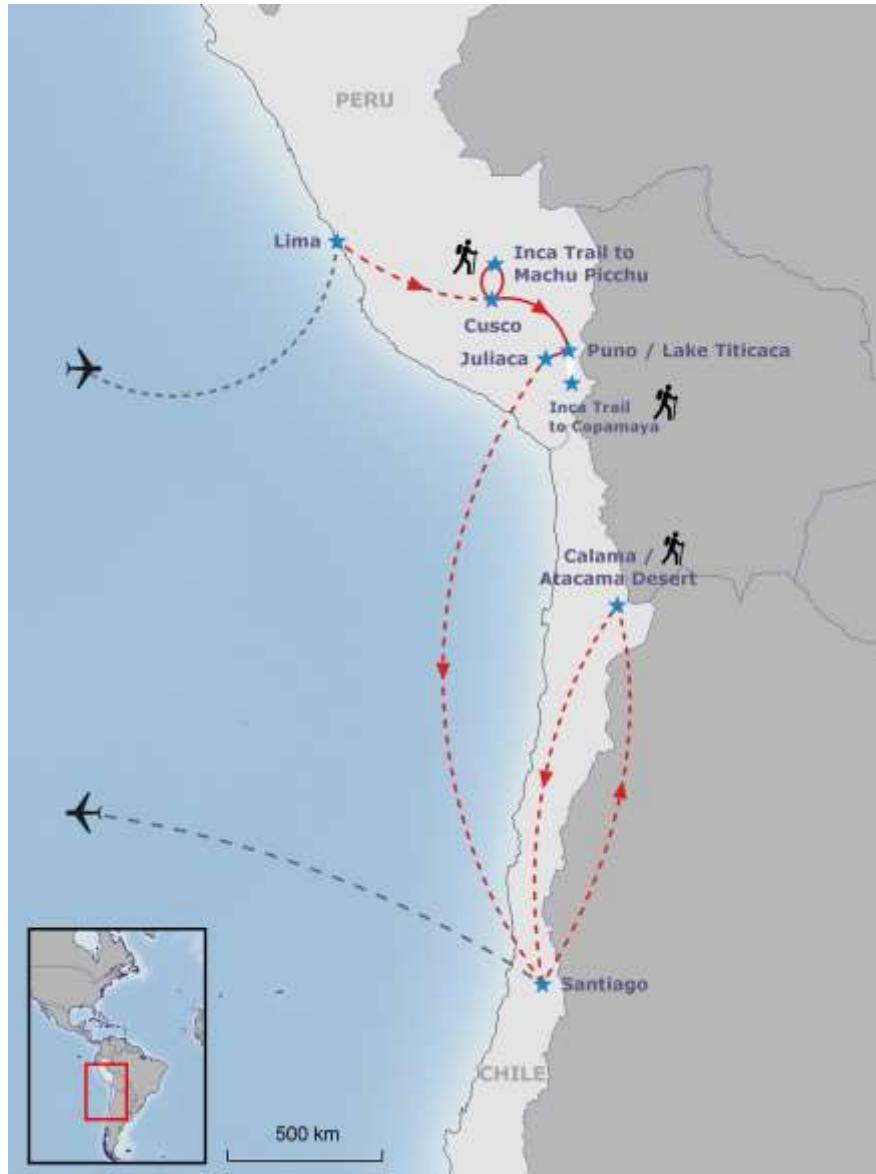 PERU
Lima
Inca Trail to
Machu Picchu
Cusco
Juliaca
Puno / Lake Titicaca
Inca Trail
to Copamaya
Calama /
Atacama Desert
Santiago
CHILE
500 km